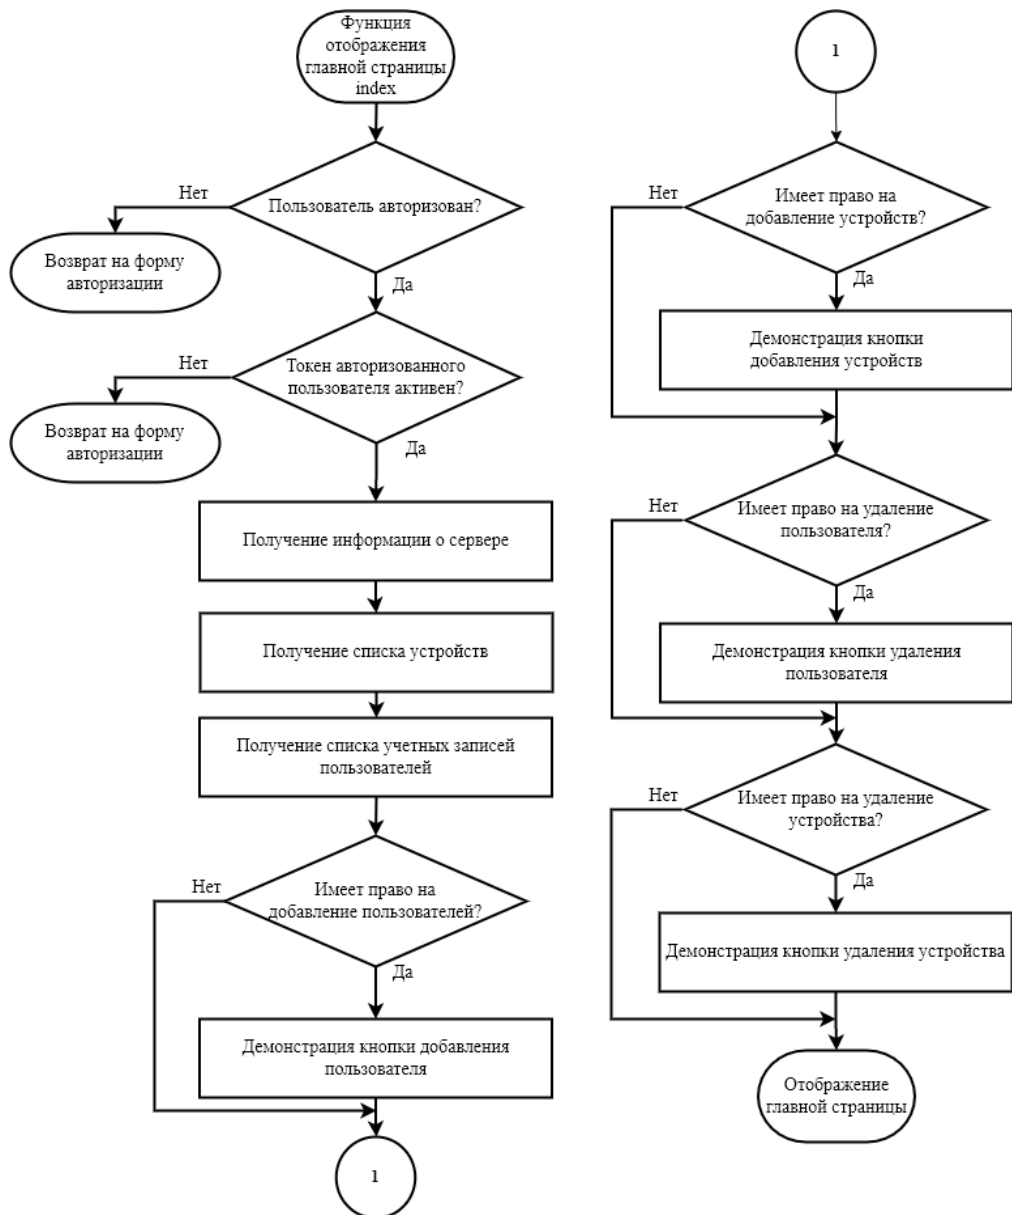 Функция
отображения
главной страницы
index
Нет
Пользователь авторизован?
Возврат на форму
авторизации
Да
Нет
Токен авторизованного
пользователя активен?
Возврат на форму
авторизации
Да
Получение информации о сервере
Получение списка устройств
Получение списка учетных записей
пользователей
Нет
Имеет право на
добавление пользователей?
Да
Демонстрация кнопки добавления
пользователя
1
1
Нет
Имеет право на
добавление устройств?
Да
Демонстрация кнопки
добавления устройств
Нет
Имеет право на удаление
пользователя?
Да
Демонстрация кнопки удаления
пользователя
Нет
Имеет право на удаление
устройства?
Да
Демонстрация кнопки удаления устройства
Отображение
главной страницы